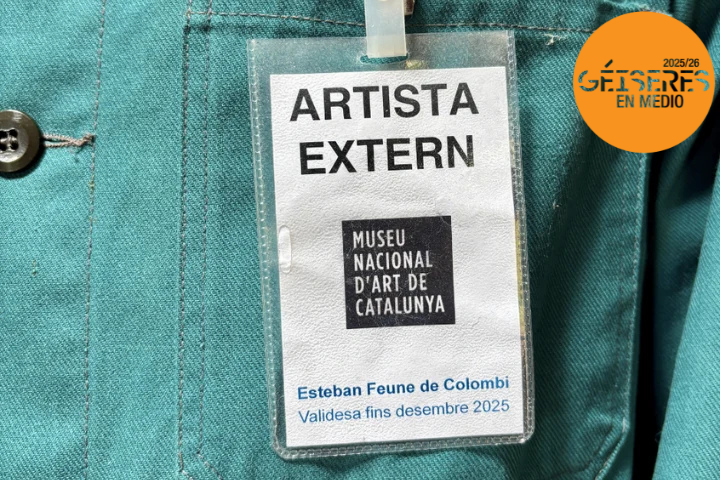 ARTISTA
EXTERN
MUSEU
NACIONAL
D'ART DE
CATALUNYA
Esteban Feune de Colombi
Validesa fins desembre 2025
2025/26
GÉISERES
EN MEDIO